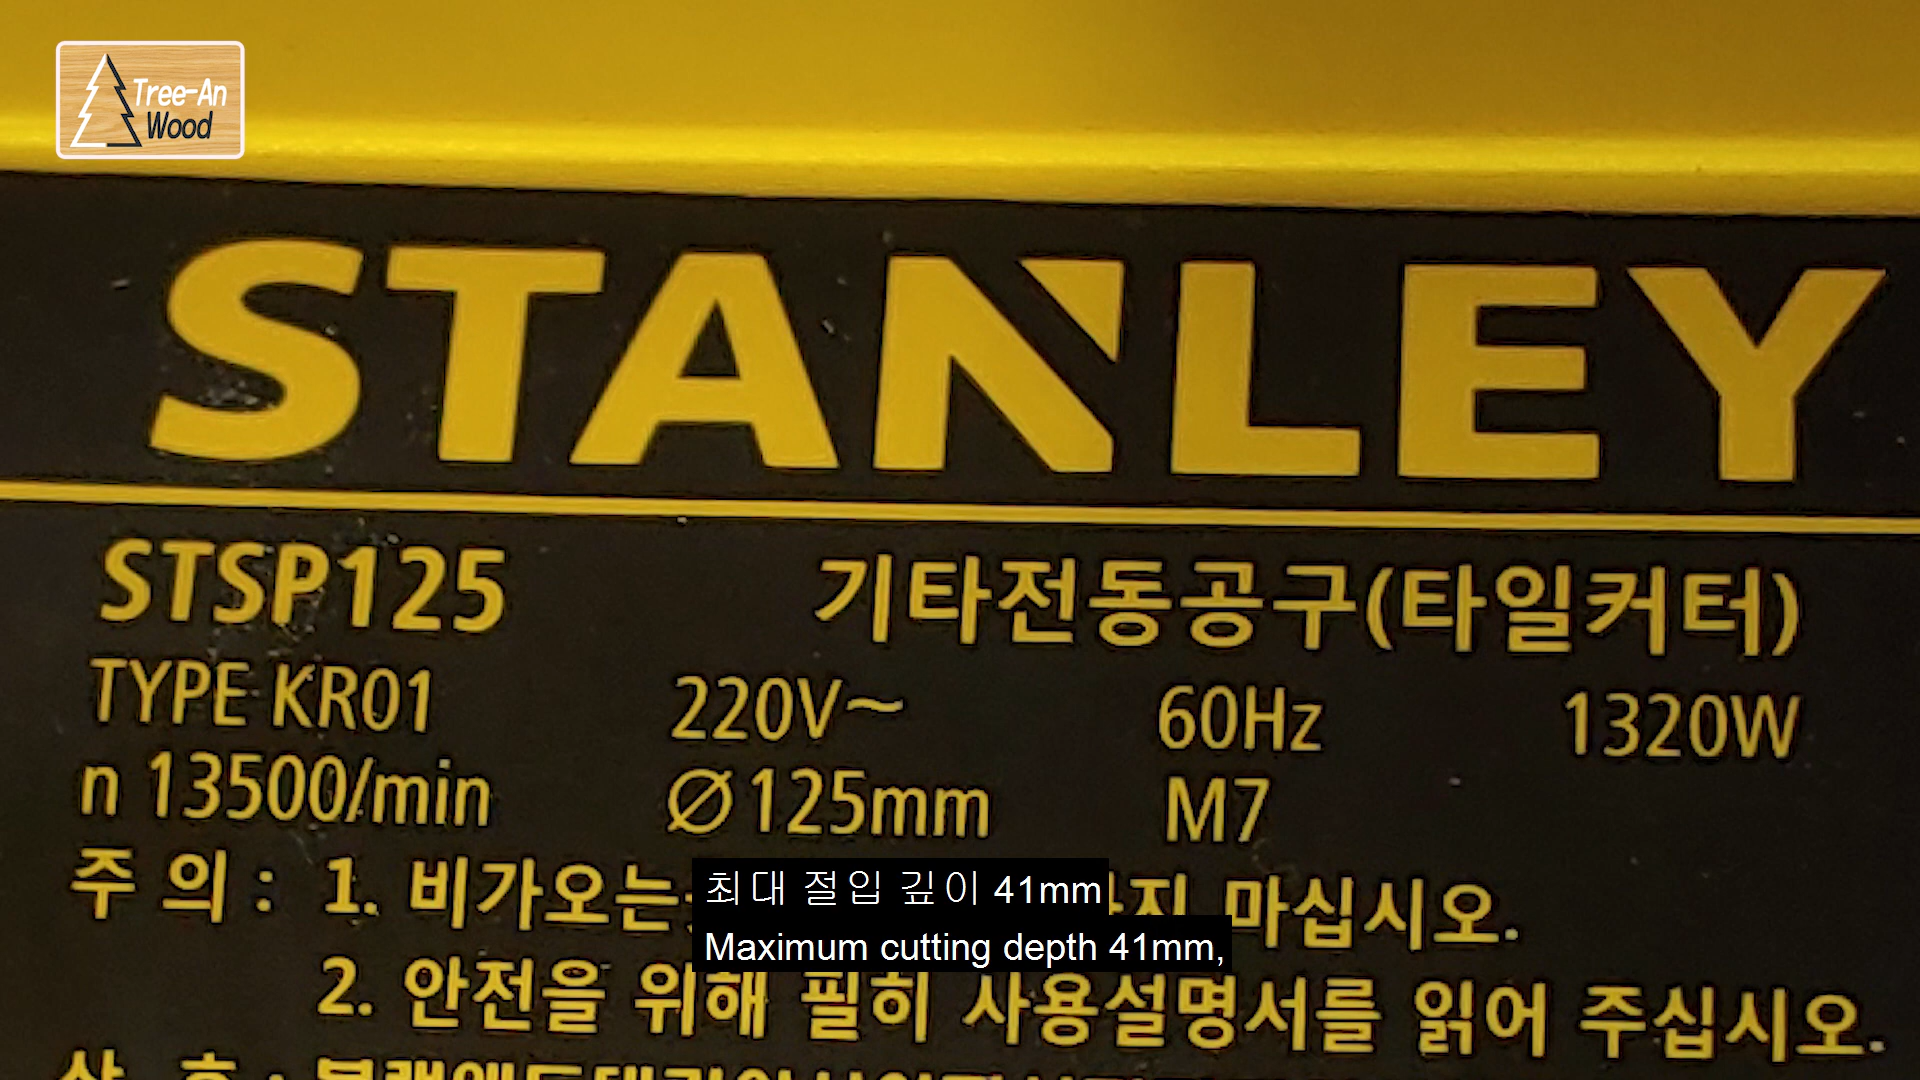 Tree-An
Wood
STANLEY
STSP125 기타전동공구(타일커터)
TYPE KR01 220V~ 60Hz 1320W
n 13500/min Ø125mm M7
주 의 : 1. 비가오는 마십시오.
최대 절입 깊이 41mm
Maximum cutting depth 41mm,
2. 안전을 위해 필히 사용설명서를 읽어 주십시오.